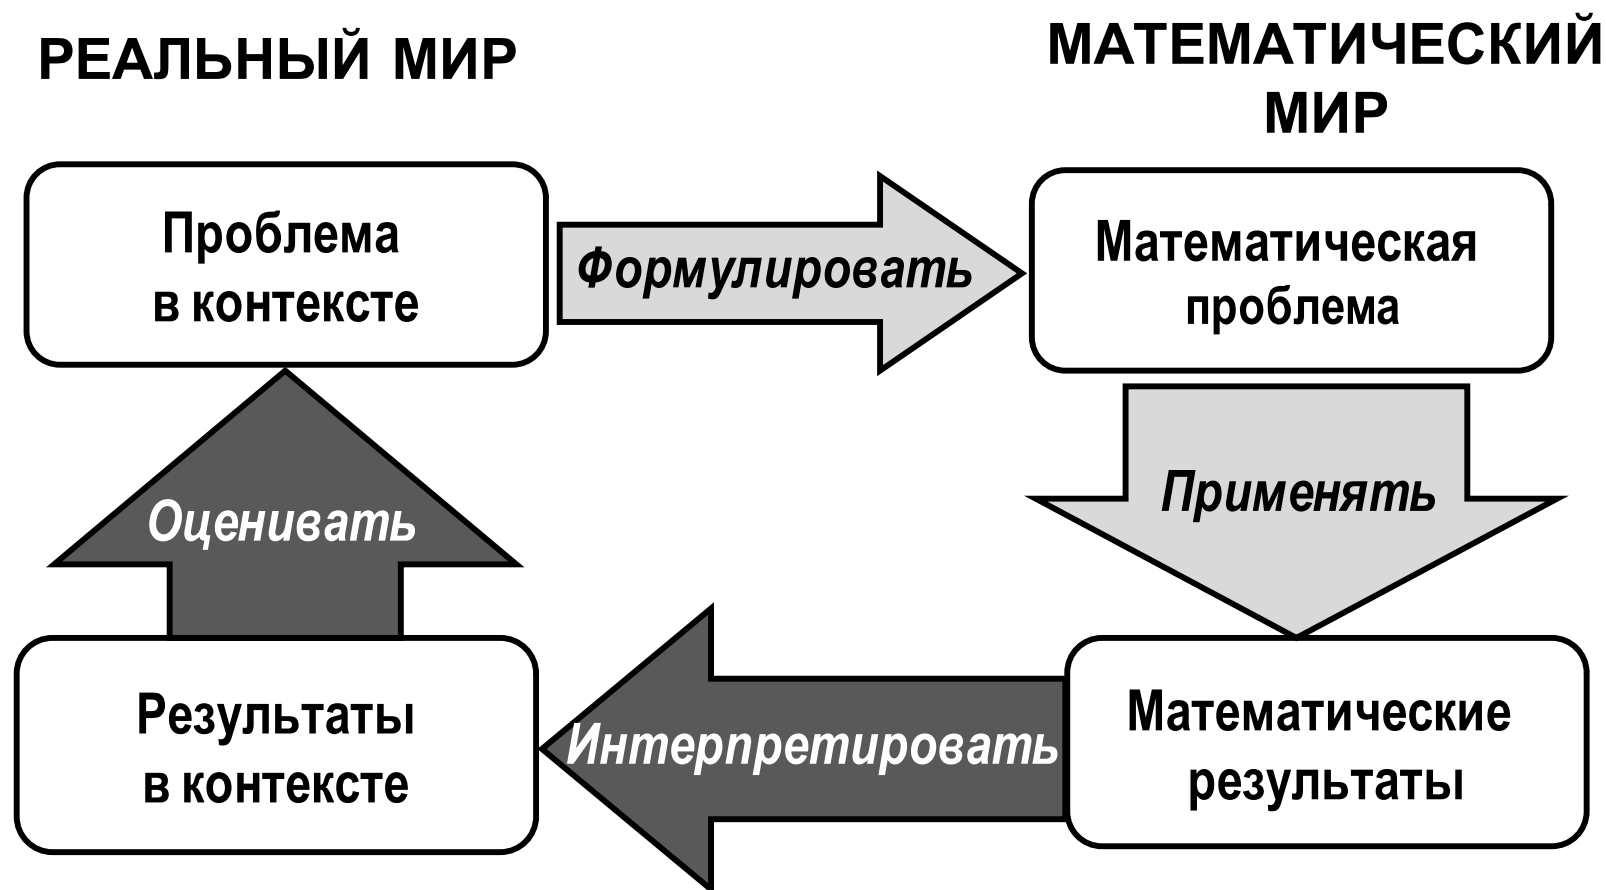 РЕАЛЬНЫЙ МИР
МАТЕМАТИЧЕСКИЙ
МИР
Проблема
в контексте
Формулировать
Математическая
проблема
Оценивать
Применять
Результаты
в контексте
Интерпретировать
Математические
результаты